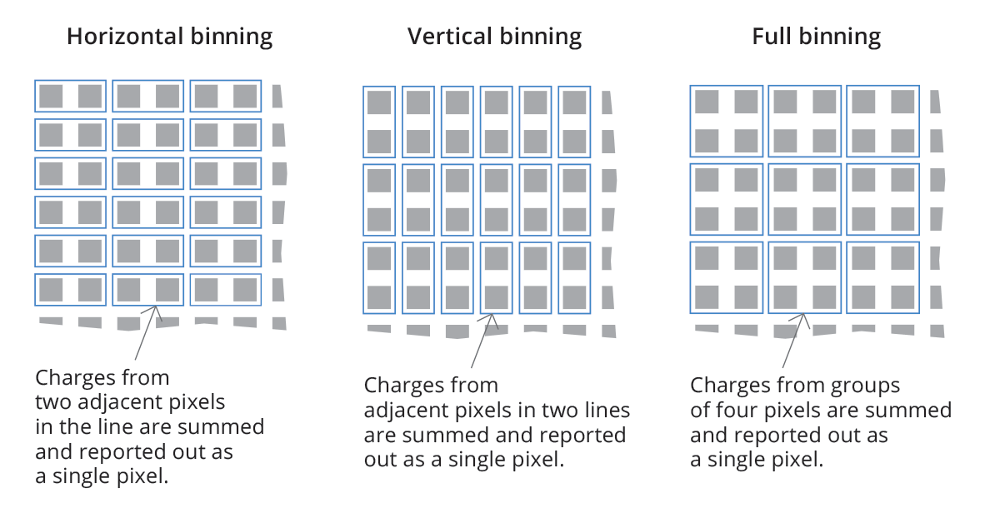 Horizontal binning
Vertical binning
Full binning
Charges from
two adjacent pixels
in the line are summed
and reported out as
a single pixel.
Charges from
adjacent pixels in two lines
are summed and reported
out as a single pixel.
Charges from groups
of four pixels are summed
and reported out as
a single pixel.